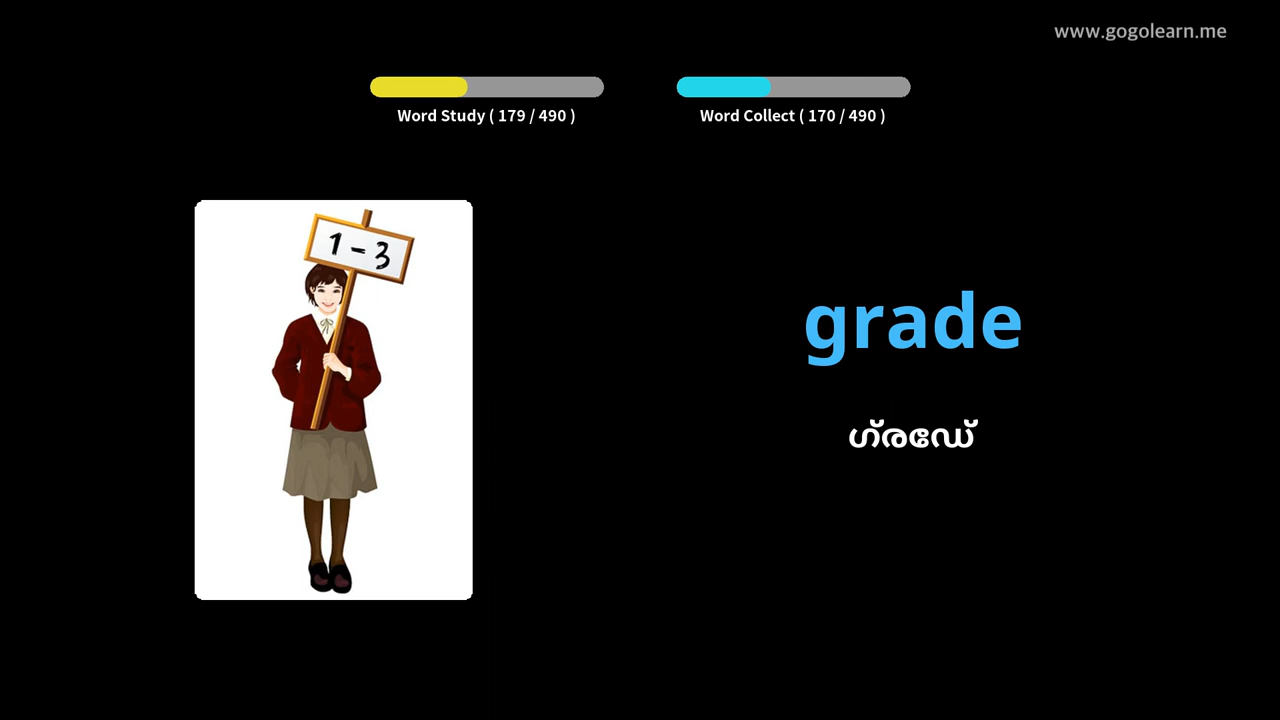 www.gogolearn.me
Word Study ( 179 / 490 )
Word Collect ( 170 / 490 )
1 - 3
grade
ഗ്രേഡ്